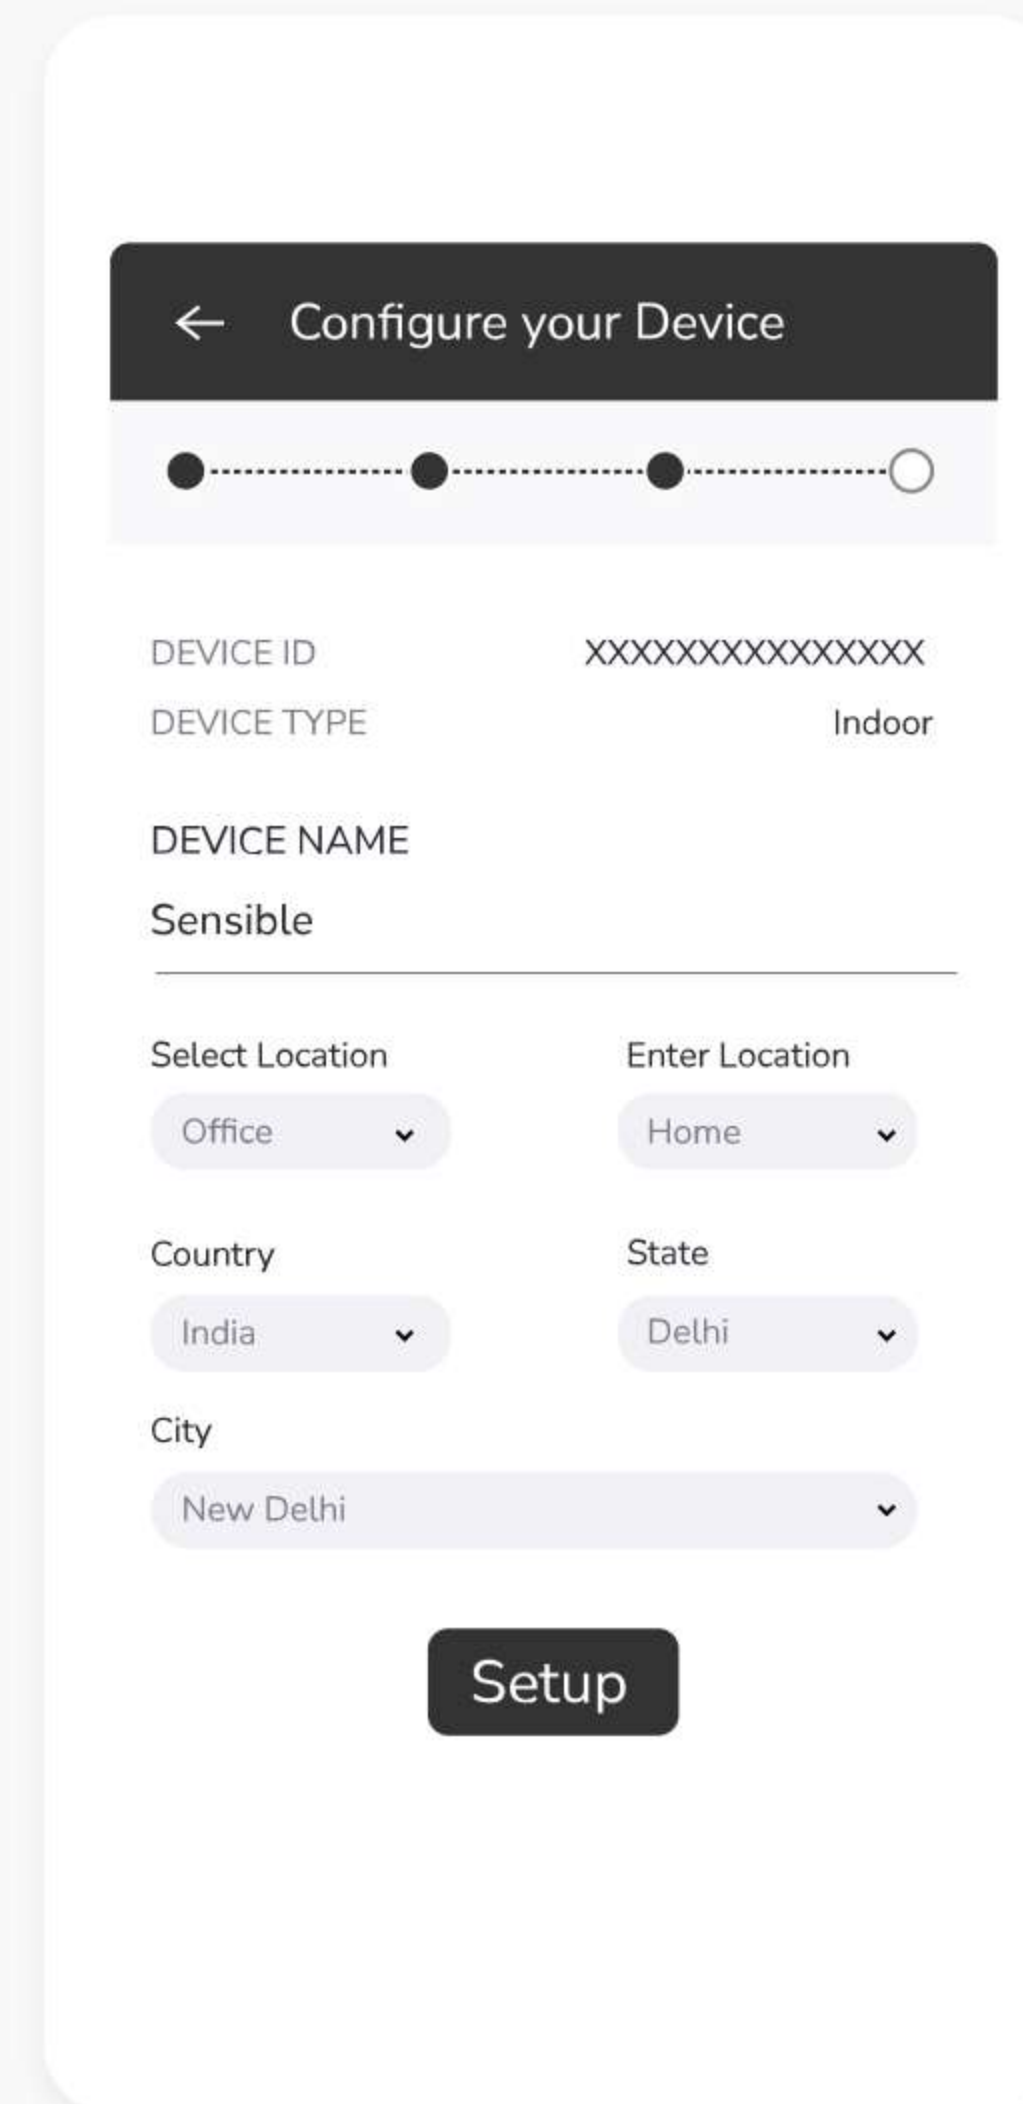 Configure your Device
DEVICE ID XXXXXXXXXXXXXXX
DEVICE TYPE Indoor
DEVICE NAME
Sensible
Select Location Enter Location
Office Home
Country State
India Delhi
City
New Delhi
Setup